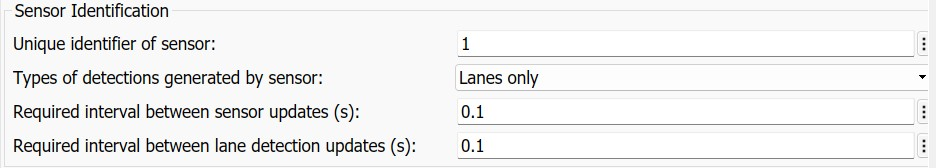 Sensor Identification
Unique identifier of sensor: 1
Types of detections generated by sensor: Lanes only
Required interval between sensor updates (s): 0.1
Required interval between lane detection updates (s): 0.1